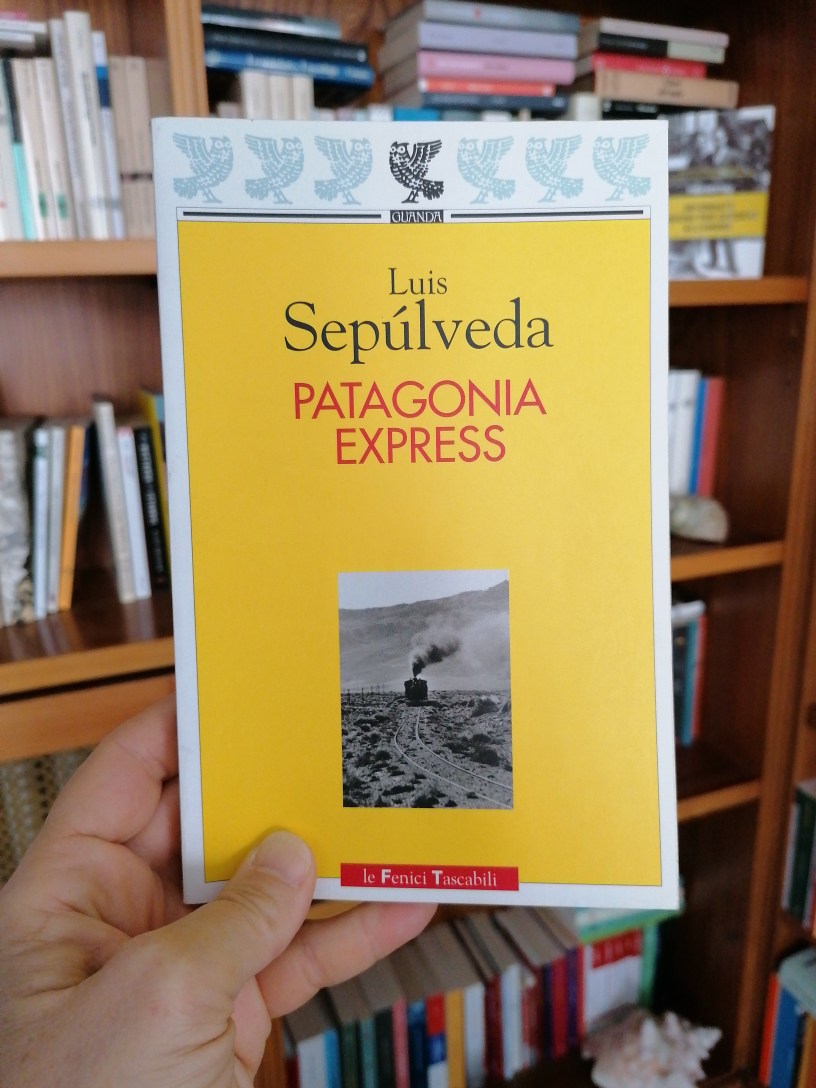 GUANDA
Luis
Sepúlveda
PATAGONIA
EXPRESS
le Fenici Tascabili